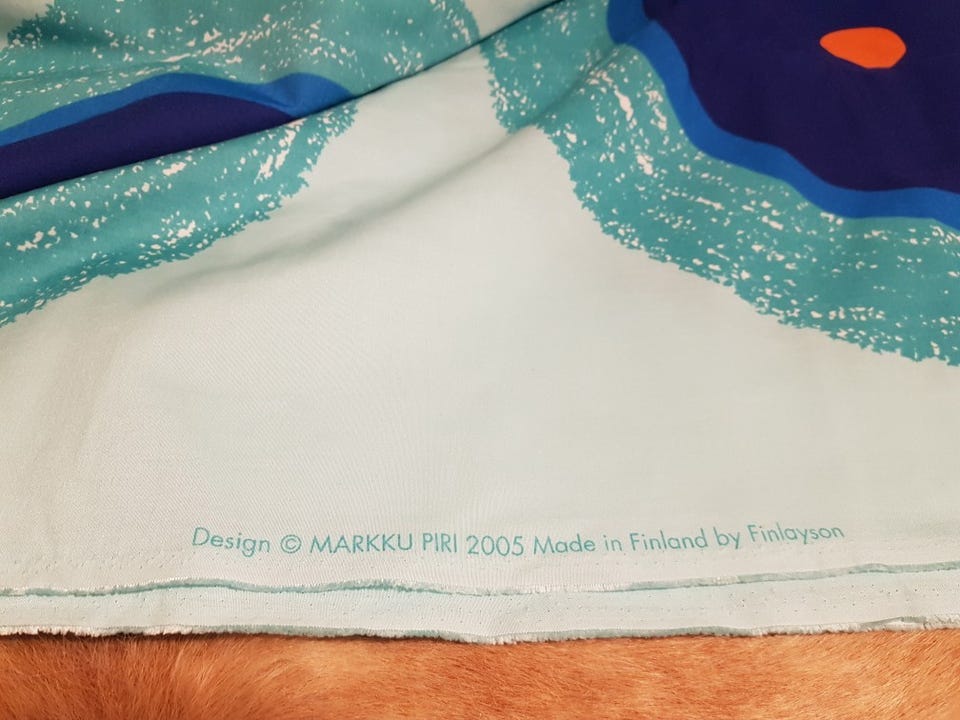 Design © MARKKU PIRI 2005 Made in Finland by Finlayson